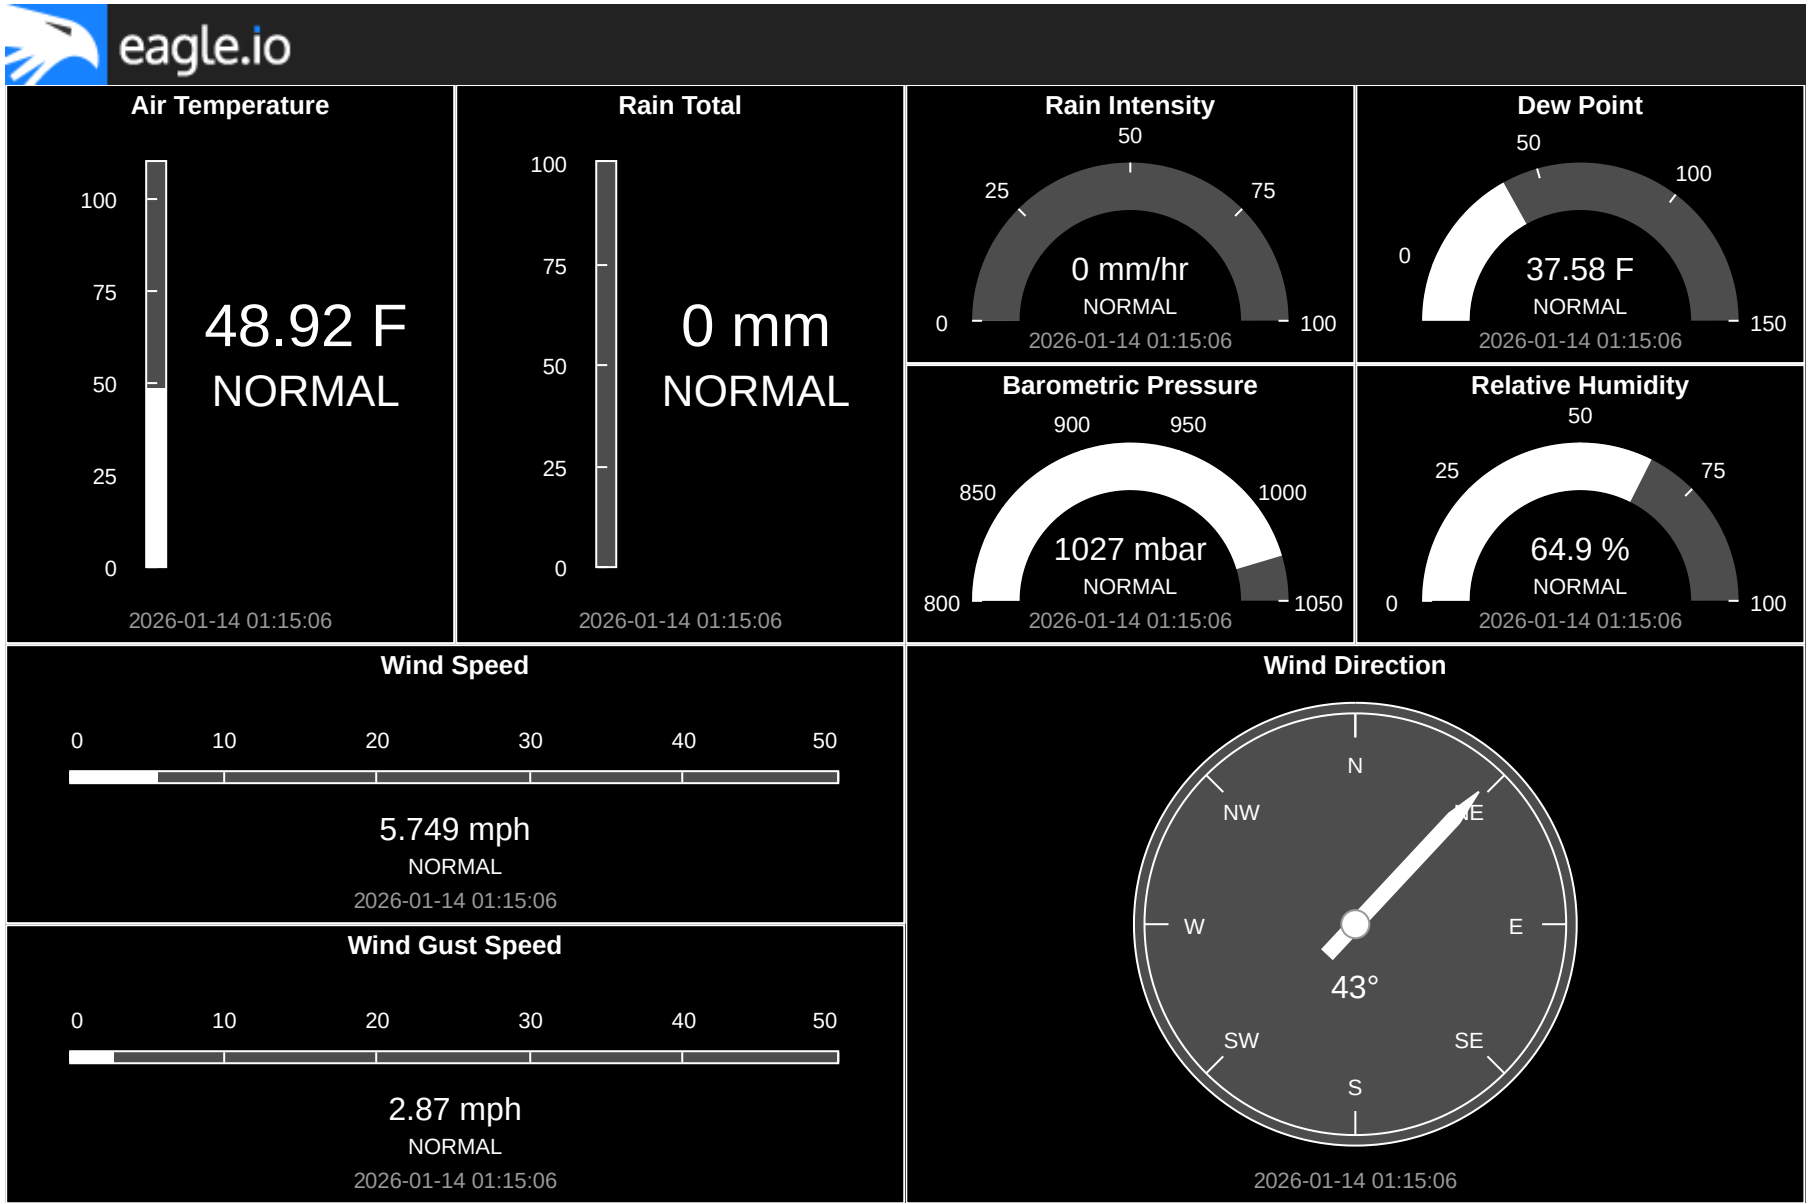 eagle.io
Air Temperature
100
75
50
25
0
48.92 F
NORMAL
2026-01-14 01:15:06
Rain Total
100
75
50
25
0
0 mm
NORMAL
2026-01-14 01:15:06
Rain Intensity
0
25
50
75
100
0 mm/hr
NORMAL
2026-01-14 01:15:06
Dew Point
0
50
100
150
37.58 F
NORMAL
2026-01-14 01:15:06
Barometric Pressure
800
850
900
950
1000
1050
1027 mbar
NORMAL
2026-01-14 01:15:06
Relative Humidity
0
25
50
75
100
64.9 %
NORMAL
2026-01-14 01:15:06
Wind Speed
0 10 20 30 40 50
5.749 mph
NORMAL
2026-01-14 01:15:06
Wind Gust Speed
0 10 20 30 40 50
2.87 mph
NORMAL
2026-01-14 01:15:06
Wind Direction
N
NW NE
W E
43°
SW SE
S
2026-01-14 01:15:06